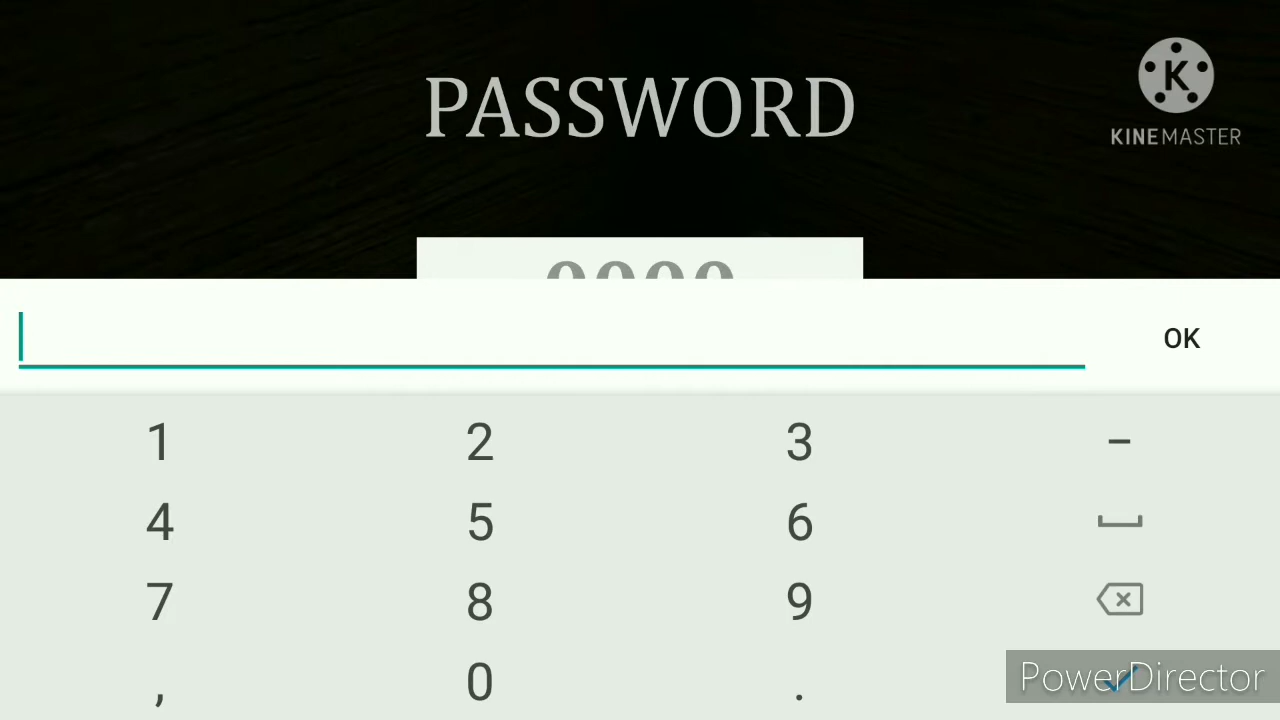 PASSWORD
K
KINEMASTER
OK
1 2 3 -
4 5 6
7 8 9
, 0 .
PowerDirector